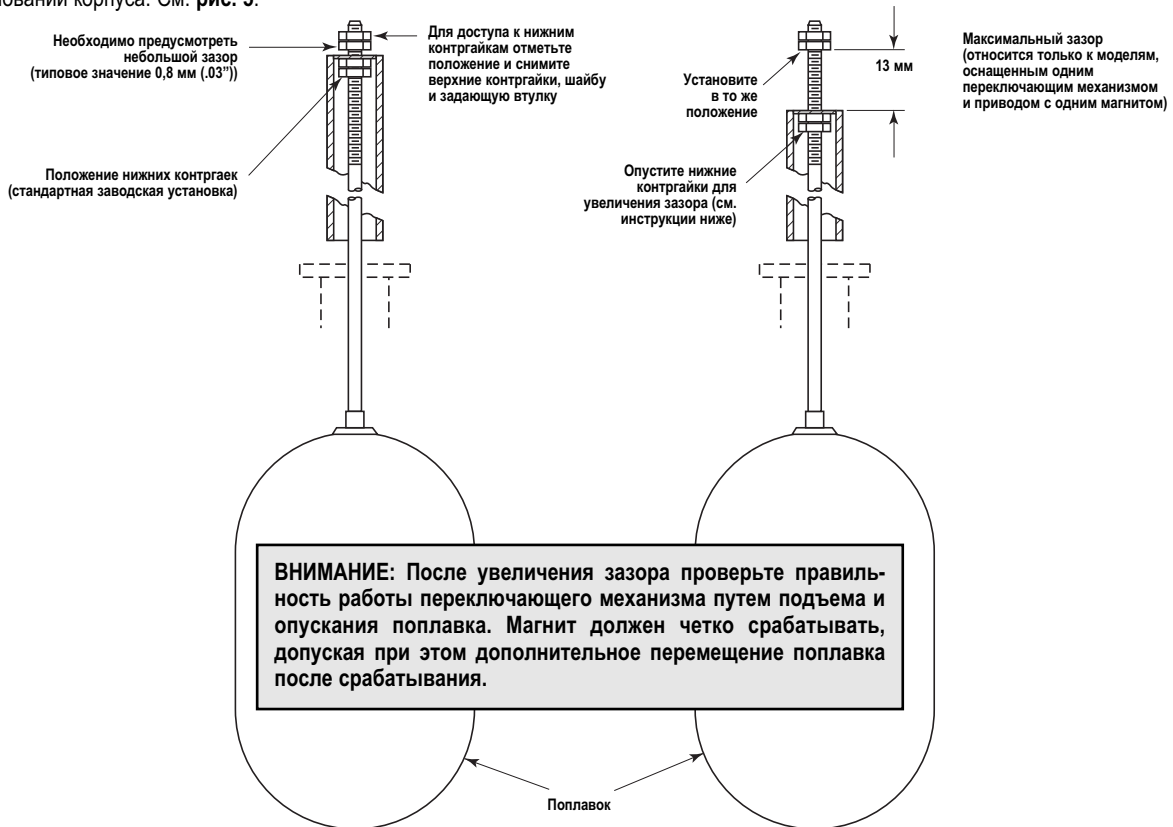 новании корпуса. См. рис. 5.
Необходимо предусмотреть
небольшой зазор
(типовое значение 0,8 мм (.03”))
Для доступа к нижним
контргайкам отметьте
положение и снимите
верхние контргайки, шайбу
и задающую втулку
Положение нижних контргаек
(стандартная заводская установка)
Установите
в то же
положение
13 мм
Максимальный зазор
(относится только к моделям,
оснащенным одним
переключающим механизмом
и приводом с одним магнитом)
Опустите нижние
контргайки для
увеличения зазора (см.
инструкции ниже)
ВНИМАНИЕ: После увеличения зазора проверьте правиль-
ность работы переключающего механизма путем подъема и
опускания поплавка. Магнит должен четко срабатывать,
допуская при этом дополнительное перемещение поплавка
после срабатывания.
Поплавок